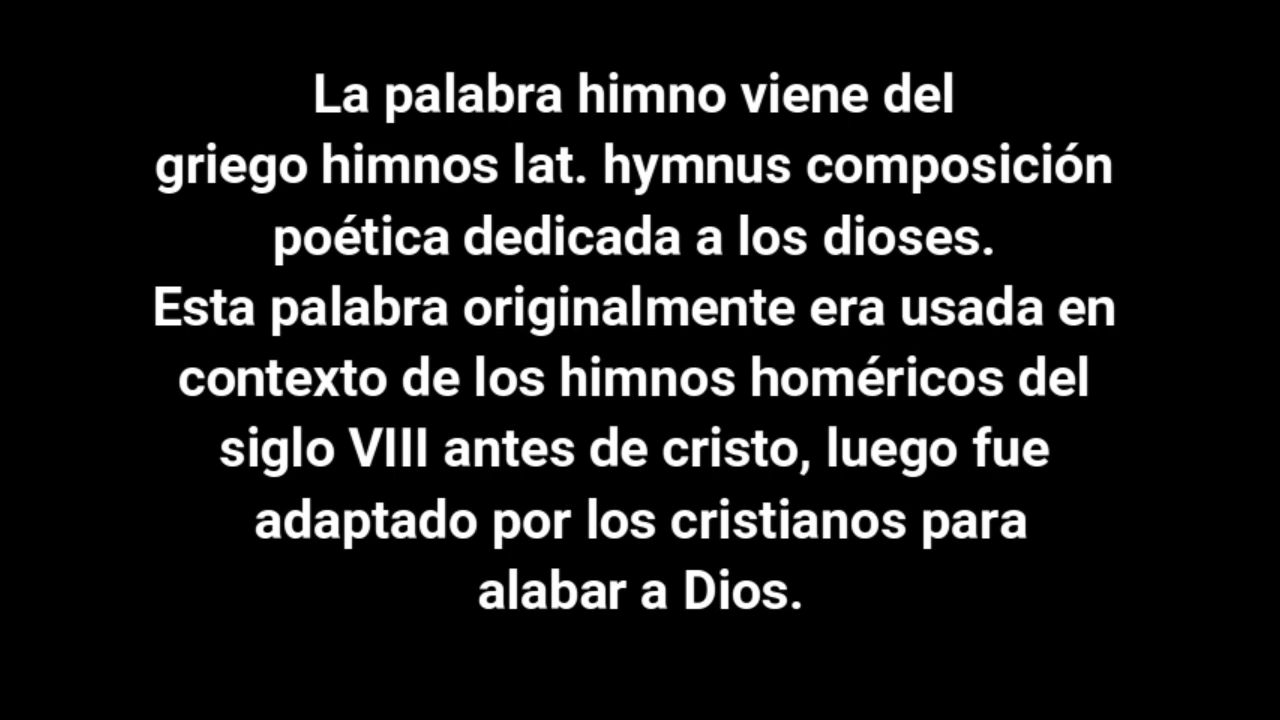 La palabra himno viene del
griego himnos lat. hymnus composición
poética dedicada a los dioses.
Esta palabra originalmente era usada en
contexto de los himnos homéricos del
siglo VIII antes de cristo, luego fue
adaptado por los cristianos para
alabar a Dios.